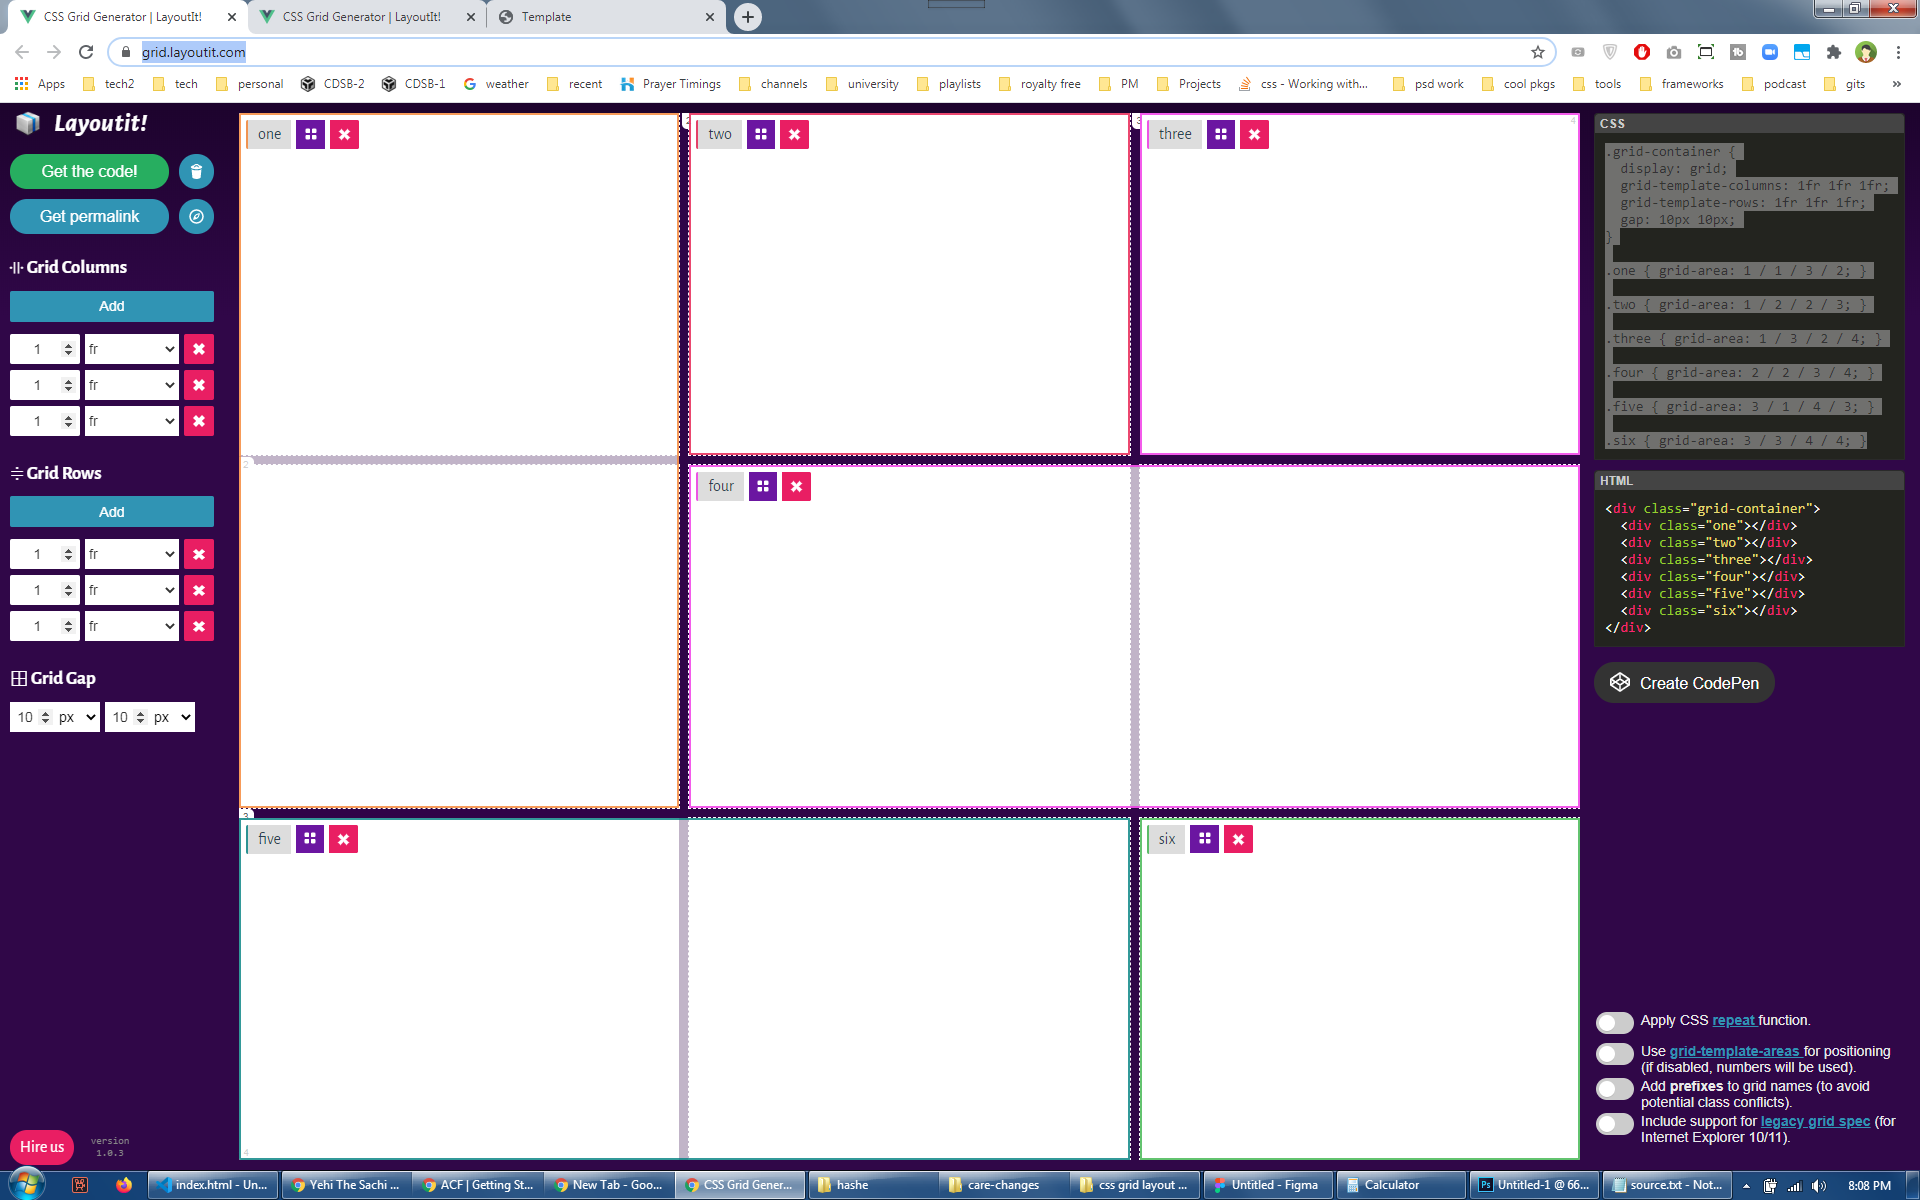 CSS Grid Generator | LayoutIt!
CSS Grid Generator | LayoutIt!
Template
grid.layoutit.com
Apps
tech2
tech
personal
CDSB-2
CDSB-1
weather
recent
Prayer Timings
channels
university
playlists
royalty free
PM
Projects
css - Working with...
psd work
cool pkgs
tools
frameworks
podcast
gits
»
Layoutit!
Get the code!
Get permalink
Grid Columns
Add
1 fr
1 fr
1 fr
Grid Rows
Add
1 fr
1 fr
1 fr
Grid Gap
10 px 10 px
Hire us
version
1.0.3
one
two
three
4
2
four
3
five
six
4
CSS
.grid-container {
display: grid;
grid-template-columns: 1fr 1fr 1fr;
grid-template-rows: 1fr 1fr 1fr;
gap: 10px 10px;
}
.one { grid-area: 1 / 1 / 3 / 2; }
.two { grid-area: 1 / 2 / 2 / 3; }
.three { grid-area: 1 / 3 / 2 / 4; }
.four { grid-area: 2 / 2 / 3 / 4; }
.five { grid-area: 3 / 1 / 4 / 3; }
.six { grid-area: 3 / 3 / 4 / 4; }
HTML
<div class="grid-container">
<div class="one"></div>
<div class="two"></div>
<div class="three"></div>
<div class="four"></div>
<div class="five"></div>
<div class="six"></div>
</div>
Create CodePen
Apply CSS repeat function.
Use grid-template-areas for positioning
(if disabled, numbers will be used).
Add prefixes to grid names (to avoid
potential class conflicts).
Include support for legacy grid spec (for
Internet Explorer 10/11).
index.html - Un...
Yehi The Sachi ...
ACF | Getting St...
New Tab - Goo...
CSS Grid Gener...
hashe
care-changes
css grid layout ...
Untitled - Figma
Calculator
Untitled-1 @ 66...
source.txt - Not...
8:08 PM